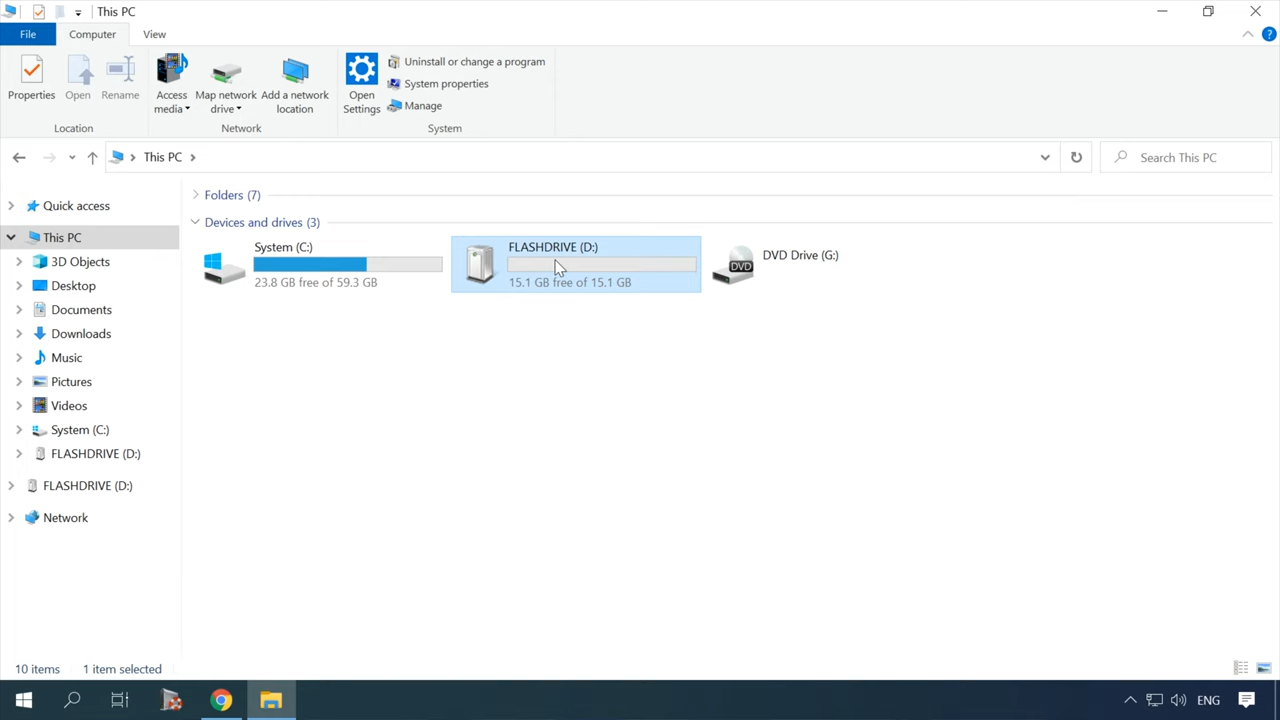 This PC
File Computer View
Properties Open Rename Access media Map network drive Add a network location Open Settings Uninstall or change a program
System properties
Manage
Location Network System
This PC Search This PC
Quick access
This PC
3D Objects
Desktop
Documents
Downloads
Music
Pictures
Videos
System (C:)
FLASHDRIVE (D:)
FLASHDRIVE (D:)
Network
Folders (7)
Devices and drives (3)
System (C:)
23.8 GB free of 59.3 GB
FLASHDRIVE (D:)
15.1 GB free of 15.1 GB
DVD Drive (G:)
DVD
10 items 1 item selected
ENG